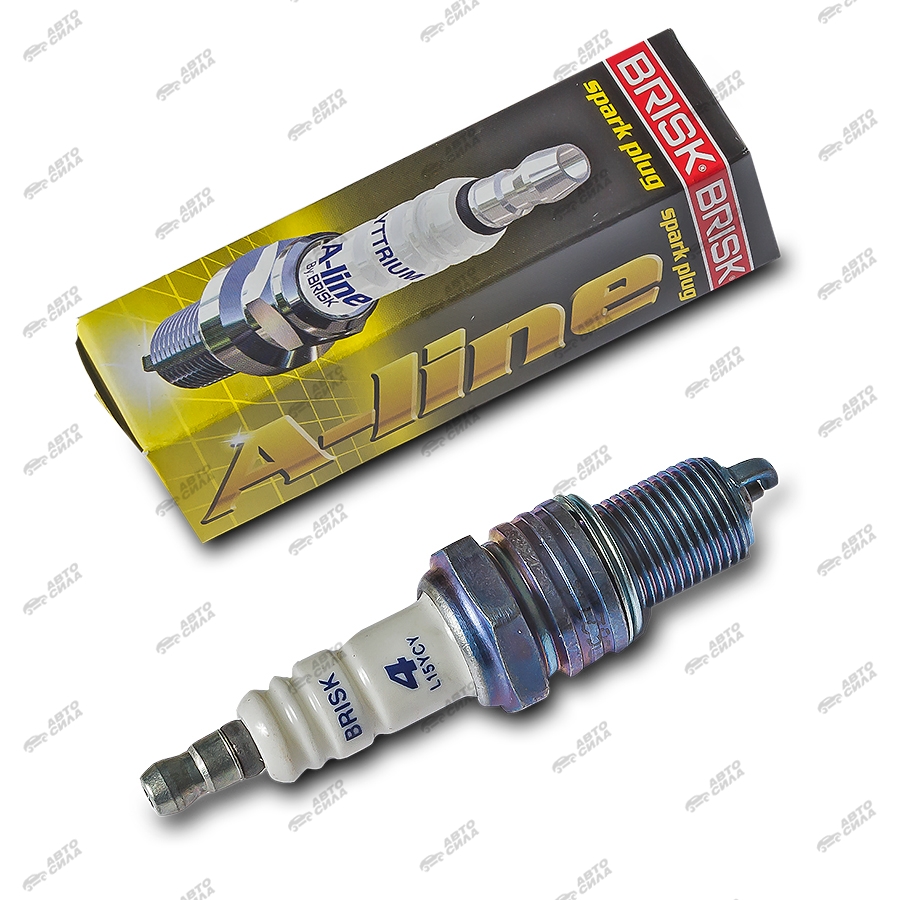 BRISK®
spark plug
BRISK
spark plug
YTTRIUM
A-line
By BRISK
A-line
BRISK
4
L15YCY
АВТО
СИЛА